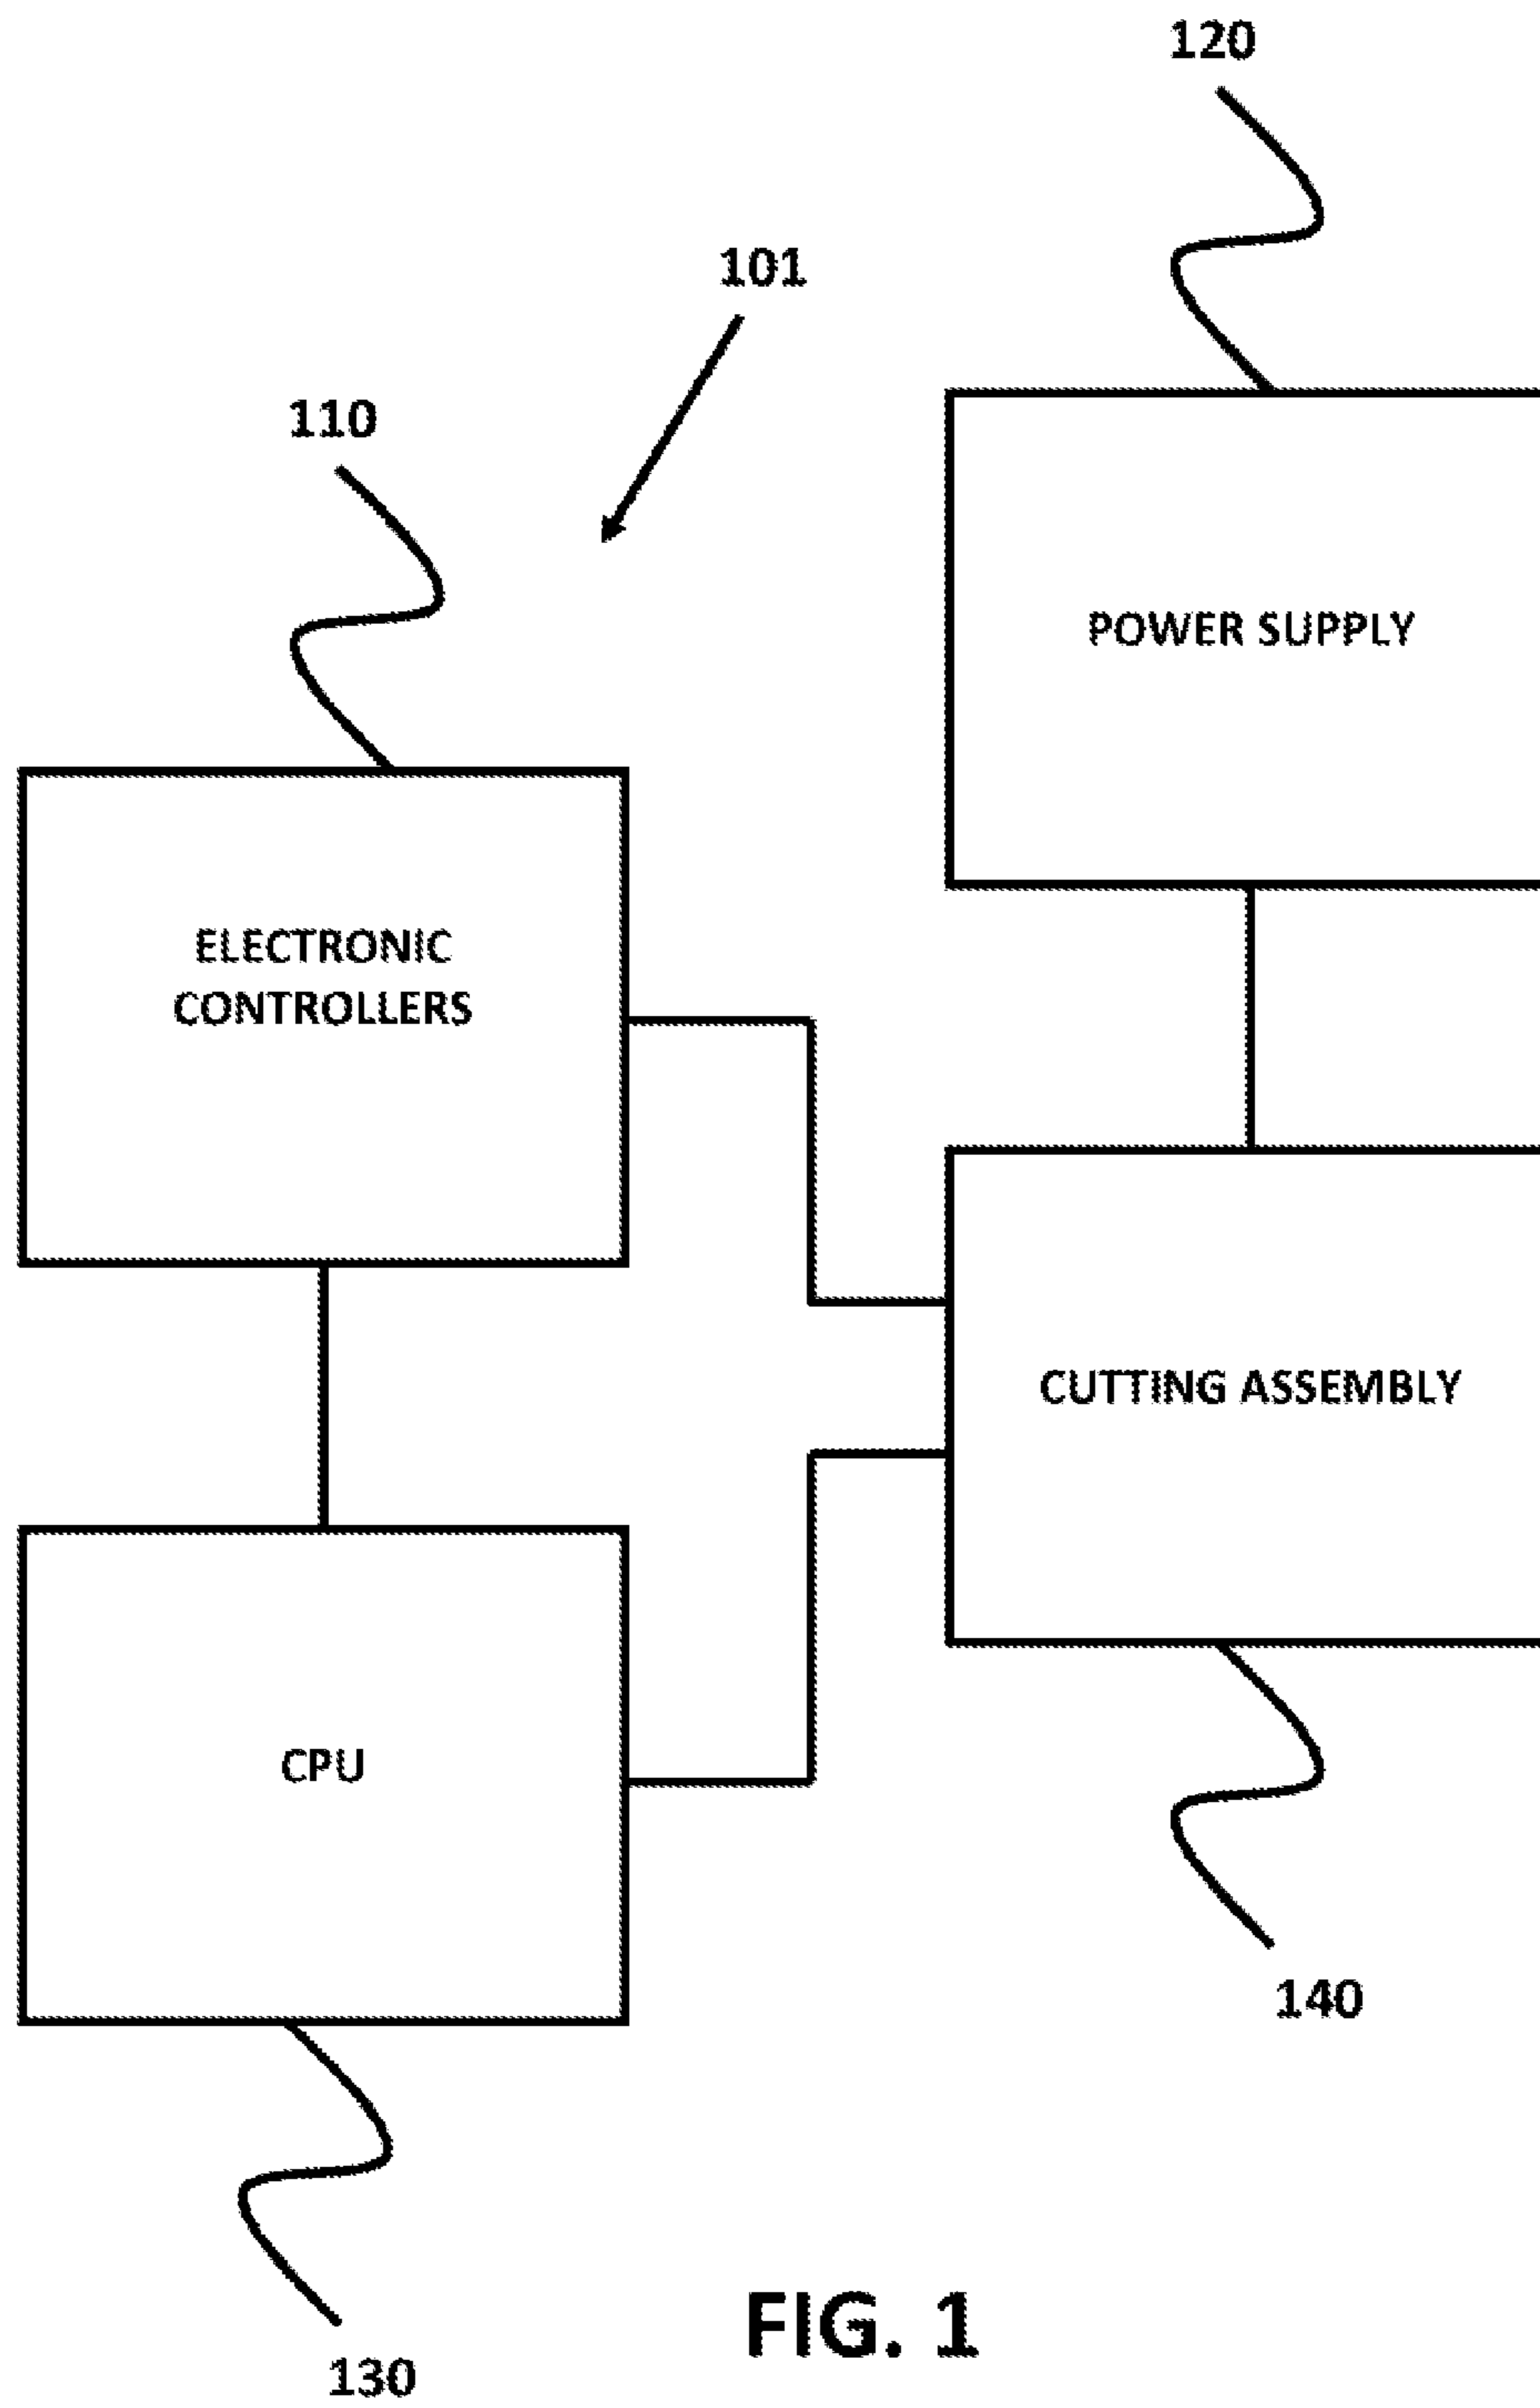 120
101
110
POWER SUPPLY
ELECTRONIC
CONTROLLERS
CUTTING ASSEMBLY
CPU
140
130
FIG. 1